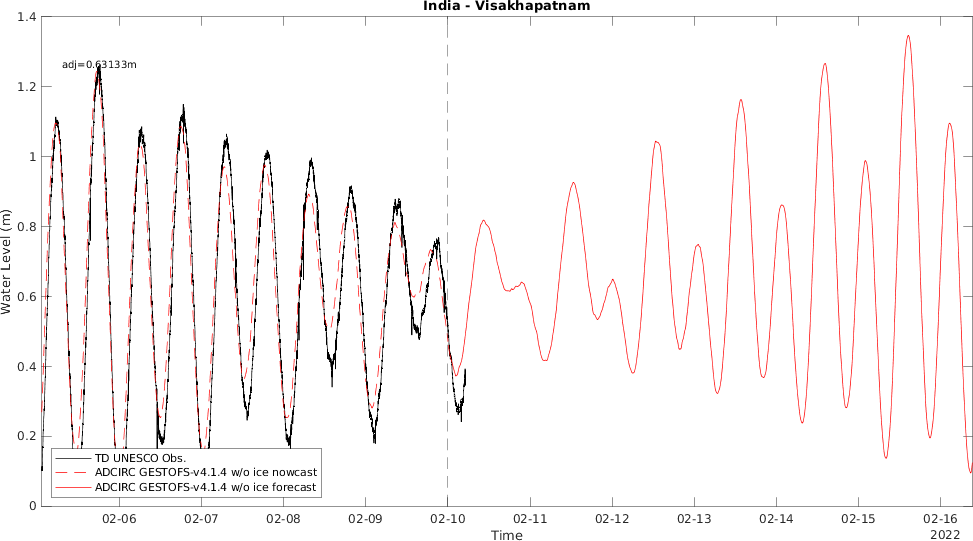 India - Visakhapatnam
1.4
1.2
1
0.8
0.6
0.4
0.2
0
Water Level (m)
adj=0.63133m
TD UNESCO Obs.
ADCIRC GESTOFS-v4.1.4 w/o ice nowcast
ADCIRC GESTOFS-v4.1.4 w/o ice forecast
02-06 02-07 02-08 02-09 02-10 02-11 02-12 02-13 02-14 02-15 02-16
Time
2022